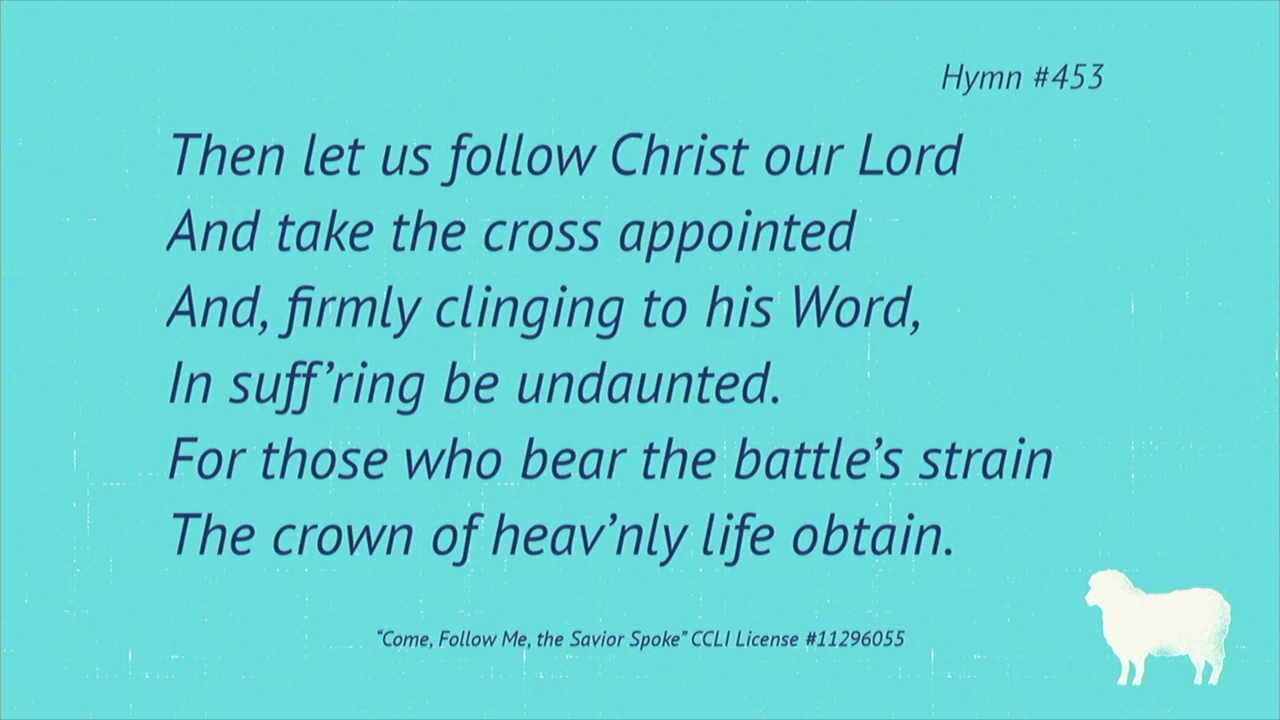 Hymn #453
Then let us follow Christ our Lord
And take the cross appointed
And, firmly clinging to his Word,
In suff’ring be undaunted.
For those who bear the battle’s strain
The crown of heav’nly life obtain.
“Come, Follow Me, the Savior Spoke” CCLI License #11296055